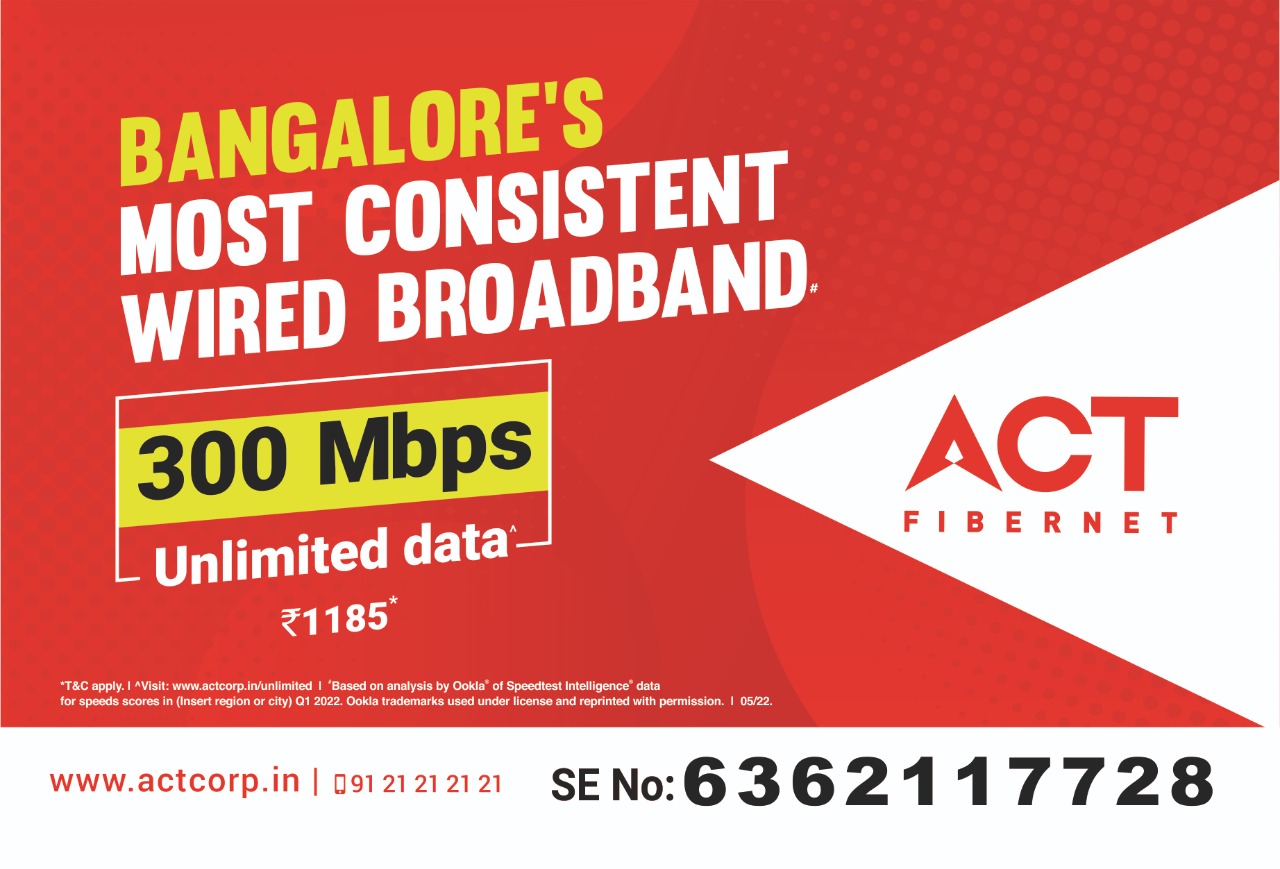 BANGALORE'S
MOST CONSISTENT
WIRED BROADBAND#
300 Mbps
Unlimited data^
₹1185*
ACT
FIBERNET
*T&C apply. I ^Visit: www.actcorp.in/unlimited I #Based on analysis by Ookla® of Speedtest Intelligence® data
for speeds scores in (Insert region or city) Q1 2022. Ookla trademarks used under license and reprinted with permission. I 05/22.
www.actcorp.in | 91 21 21 21 21 SE No: 6362117728